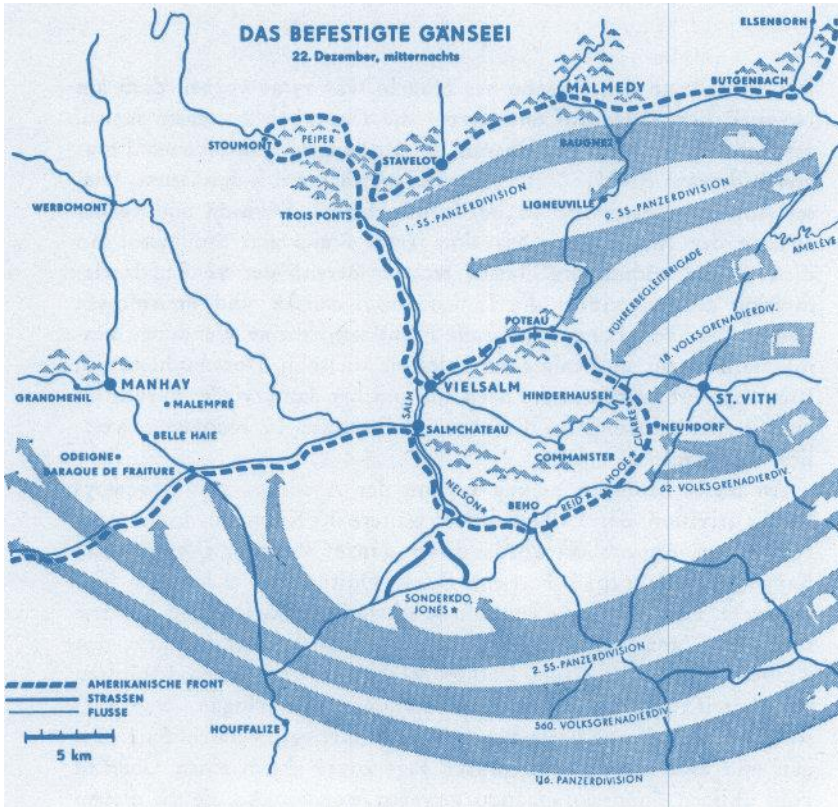 DAS BEFESTIGTE GÄNSEEI
22. Dezember, mitternachts
ELSENBORN
BUTGENBACH
MALMEDY
STOUMONT
PEIPER
STAVELOT
BAUGNEZ
TROIS PONTS
LIGNEUVILLE
1. SS-PANZERDIVISION
9. SS-PANZERDIVISION
WERBOMONT
AMBLÈVE
FÜHRERBEGLEITBRIGADE
18. VOLKSGRENADIERDIV.
POTEAU
MANHAY
GRANDMENIL
MALEMPRÉ
VIELSALM
HINDERHAUSEN
ST. VITH
SALM
SALMCHATEAU
BELLE HAIE
CLARKE
NEUNDORF
COMMANSTER
ODEIGNE
BARAQUE DE FRAITURE
HOGE
62. VOLKSGRENADIERDIV.
NELSON
BEHO
REID
SONDERKDO.
JONES
2. SS-PANZERDIVISION
560. VOLKSGRENADIERDIV.
116. PANZERDIVISION
AMERIKANISCHE FRONT
STRASSEN
FLUSSE
HOUFFALIZE
5 km